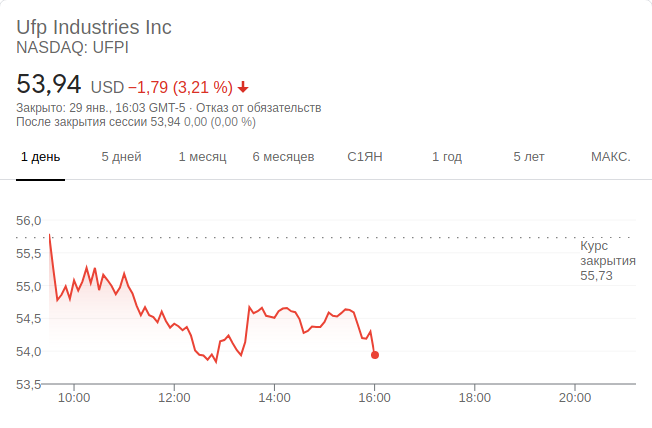 Ufp Industries Inc
NASDAQ: UFPI
53,94 USD −1,79 (3,21 %)
Закрыто: 29 янв., 16:03 GMT-5 · Отказ от обязательств
После закрытия сессии 53,94 0,00 (0,00 %)
1 день 5 дней 1 месяц 6 месяцев С1ЯН 1 год 5 лет МАКС.
56,0
Курс
закрытия
55,73
55,5
55,0
54,5
54,0
53,5
10:00 12:00 14:00 16:00 18:00 20:00